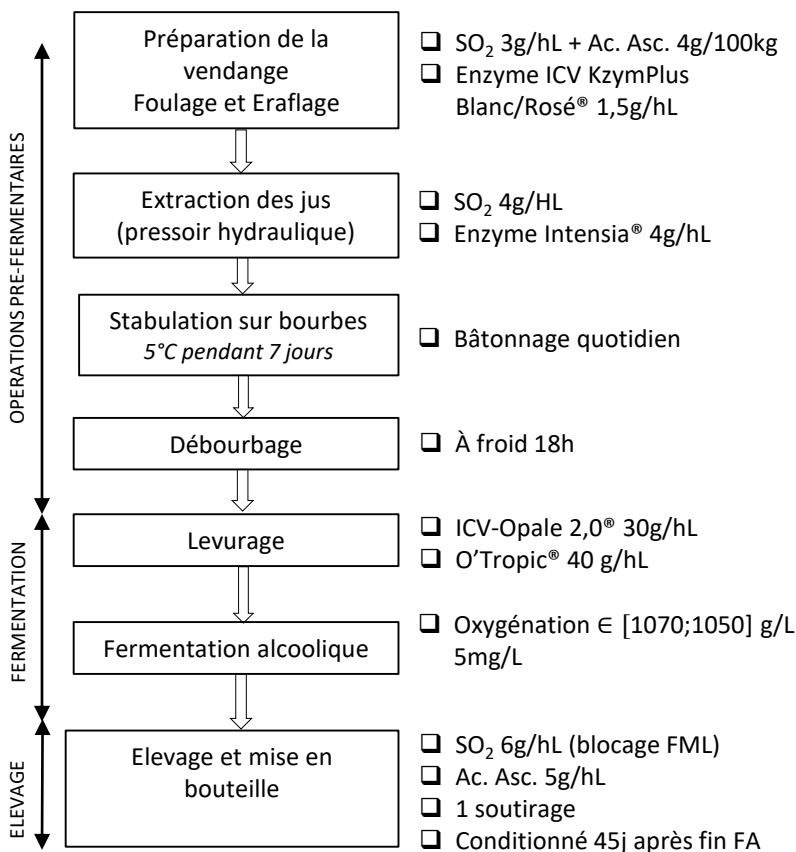 OPERATIONS PRE-FERMENTAIRES
Préparation de la
vendange
Foulage et Eraflage
❑ SO₂ 3g/hL + Ac. Asc. 4g/100kg
❑ Enzyme ICV KzymPlus
Blanc/Rosé® 1,5g/hL
Extraction des jus
(pressoir hydraulique)
❑ SO₂ 4g/HL
❑ Enzyme Intensia® 4g/hL
Stabulation sur bourbes
5°C pendant 7 jours
❑ Bâtonnage quotidien
Débourbage
❑ À froid 18h
FERMENTATION
Levurage
❑ ICV-Opale 2,0® 30g/hL
❑ O’Tropic® 40 g/hL
Fermentation alcoolique
❑ Oxygénation ∈ [1070;1050] g/L
5mg/L
ELEVAGE
Elevage et mise en
bouteille
❑ SO₂ 6g/hL (blocage FML)
❑ Ac. Asc. 5g/hL
❑ 1 soutirage
❑ Conditionné 45j après fin FA